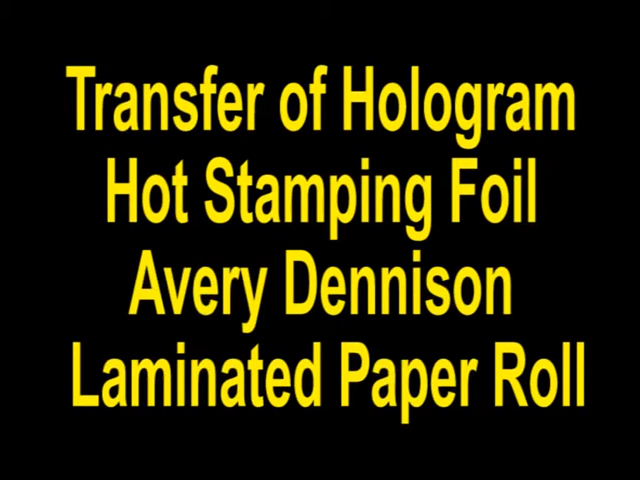 Transfer of Hologram
Hot Stamping Foil
Avery Dennison
Laminated Paper Roll